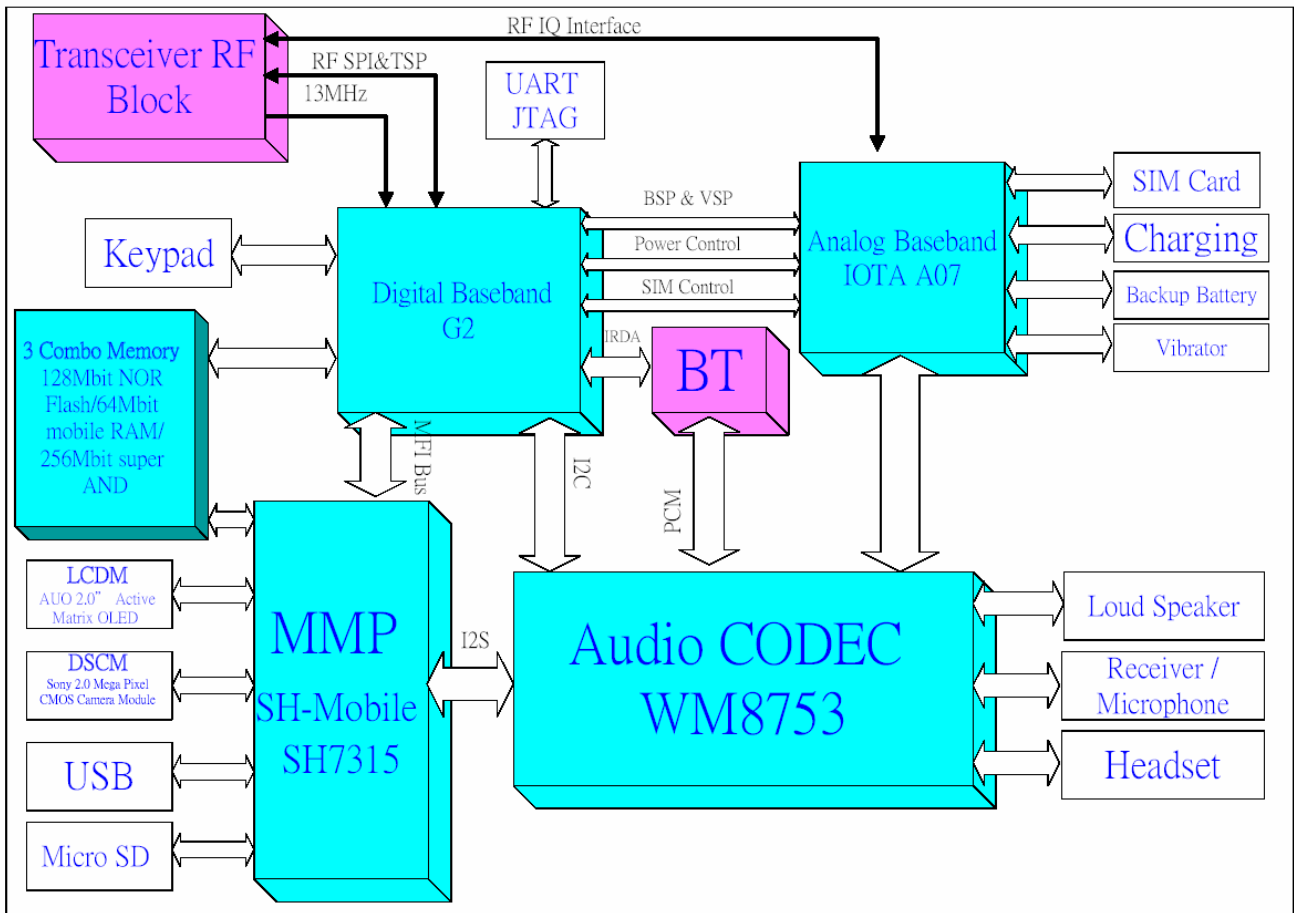 RF IQ Interface
Transceiver RF
Block
RF SPI&TSP
13MHz
UART
JTAG
SIM Card
Keypad
BSP & VSP
Power Control
SIM Control
Analog Baseband
IOTA A07
Charging
Digital Baseband
G2
Backup Battery
IRDA
BT
Vibrator
3 Combo Memory
128Mbit NOR
Flash/64Mbit
mobile RAM/
256Mbit super
AND
MFI Bus
I2C
PCM
LCDM
AUO 2.0” Active
Matrix OLED
MMP
SH-Mobile
SH7315
I2S
Audio CODEC
WM8753
Loud Speaker
DSCM
Sony 2.0 Mega Pixel
CMOS Camera Module
Receiver /
Microphone
USB
Headset
Micro SD